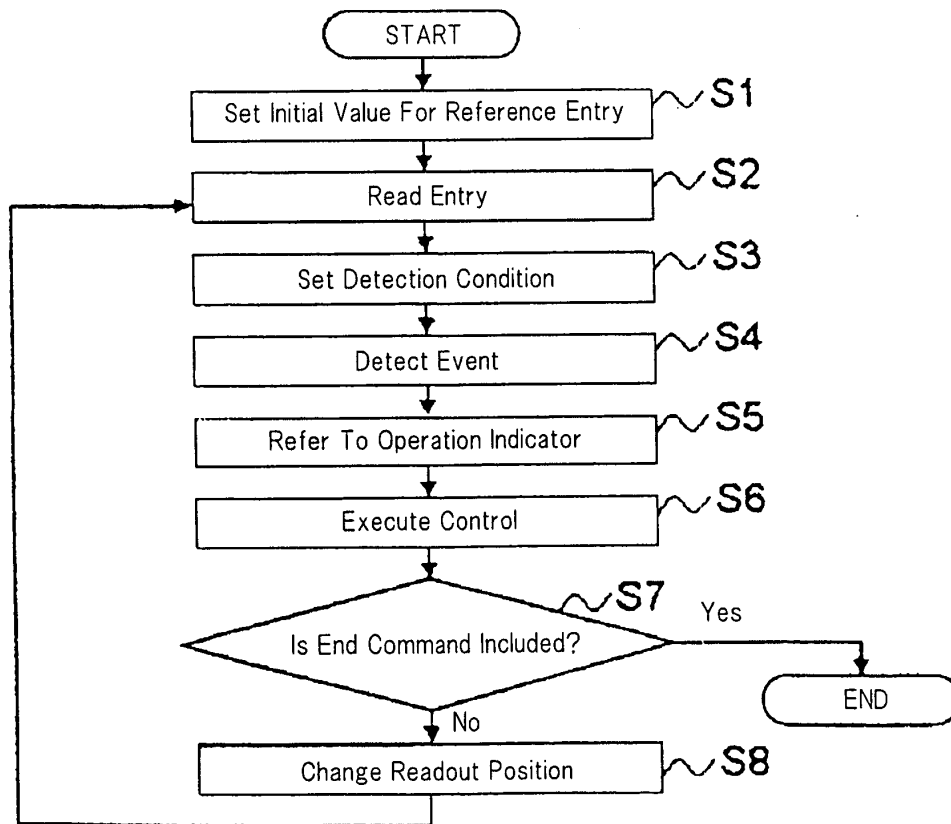 START
Set Initial Value For Reference Entry
S1
Read Entry
S2
Set Detection Condition
S3
Detect Event
S4
Refer To Operation Indicator
S5
Execute Control
S6
Is End Command Included?
S7
Yes
END
No
Change Readout Position
S8